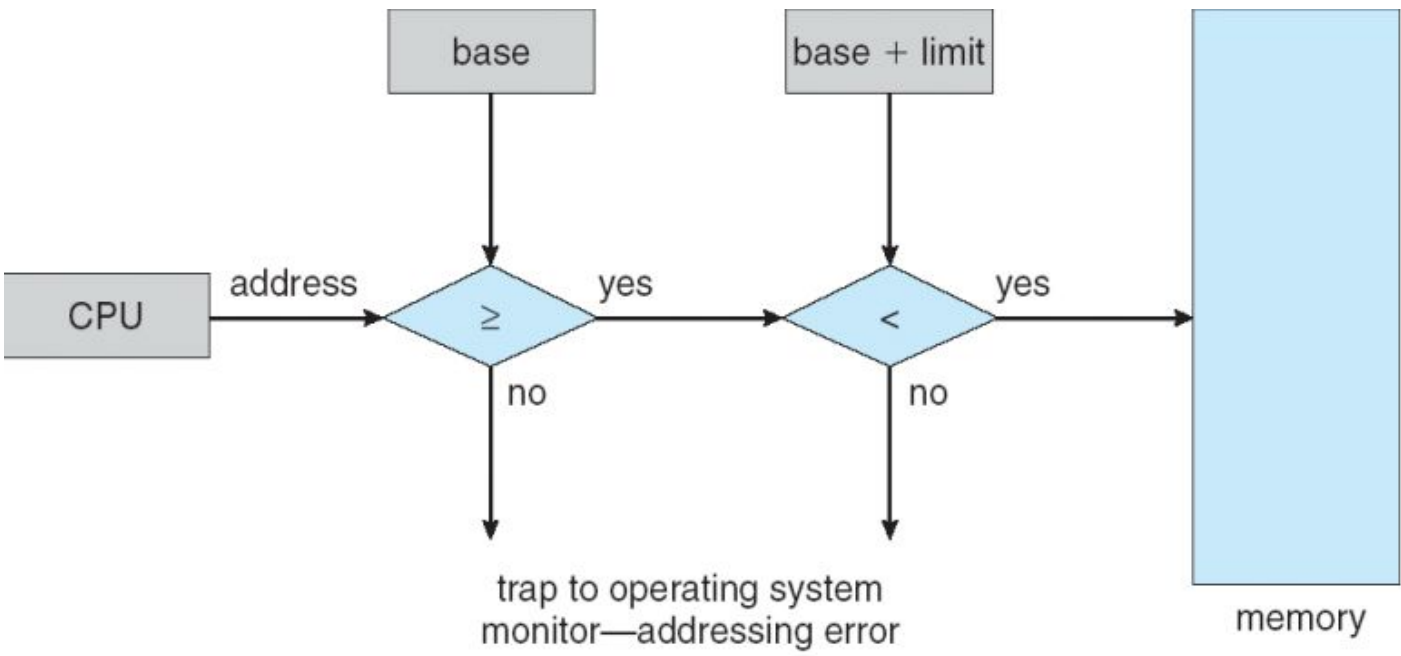 base
base + limit
CPU
address
≥
yes
<
yes
no
no
trap to operating system
monitor—addressing error
memory